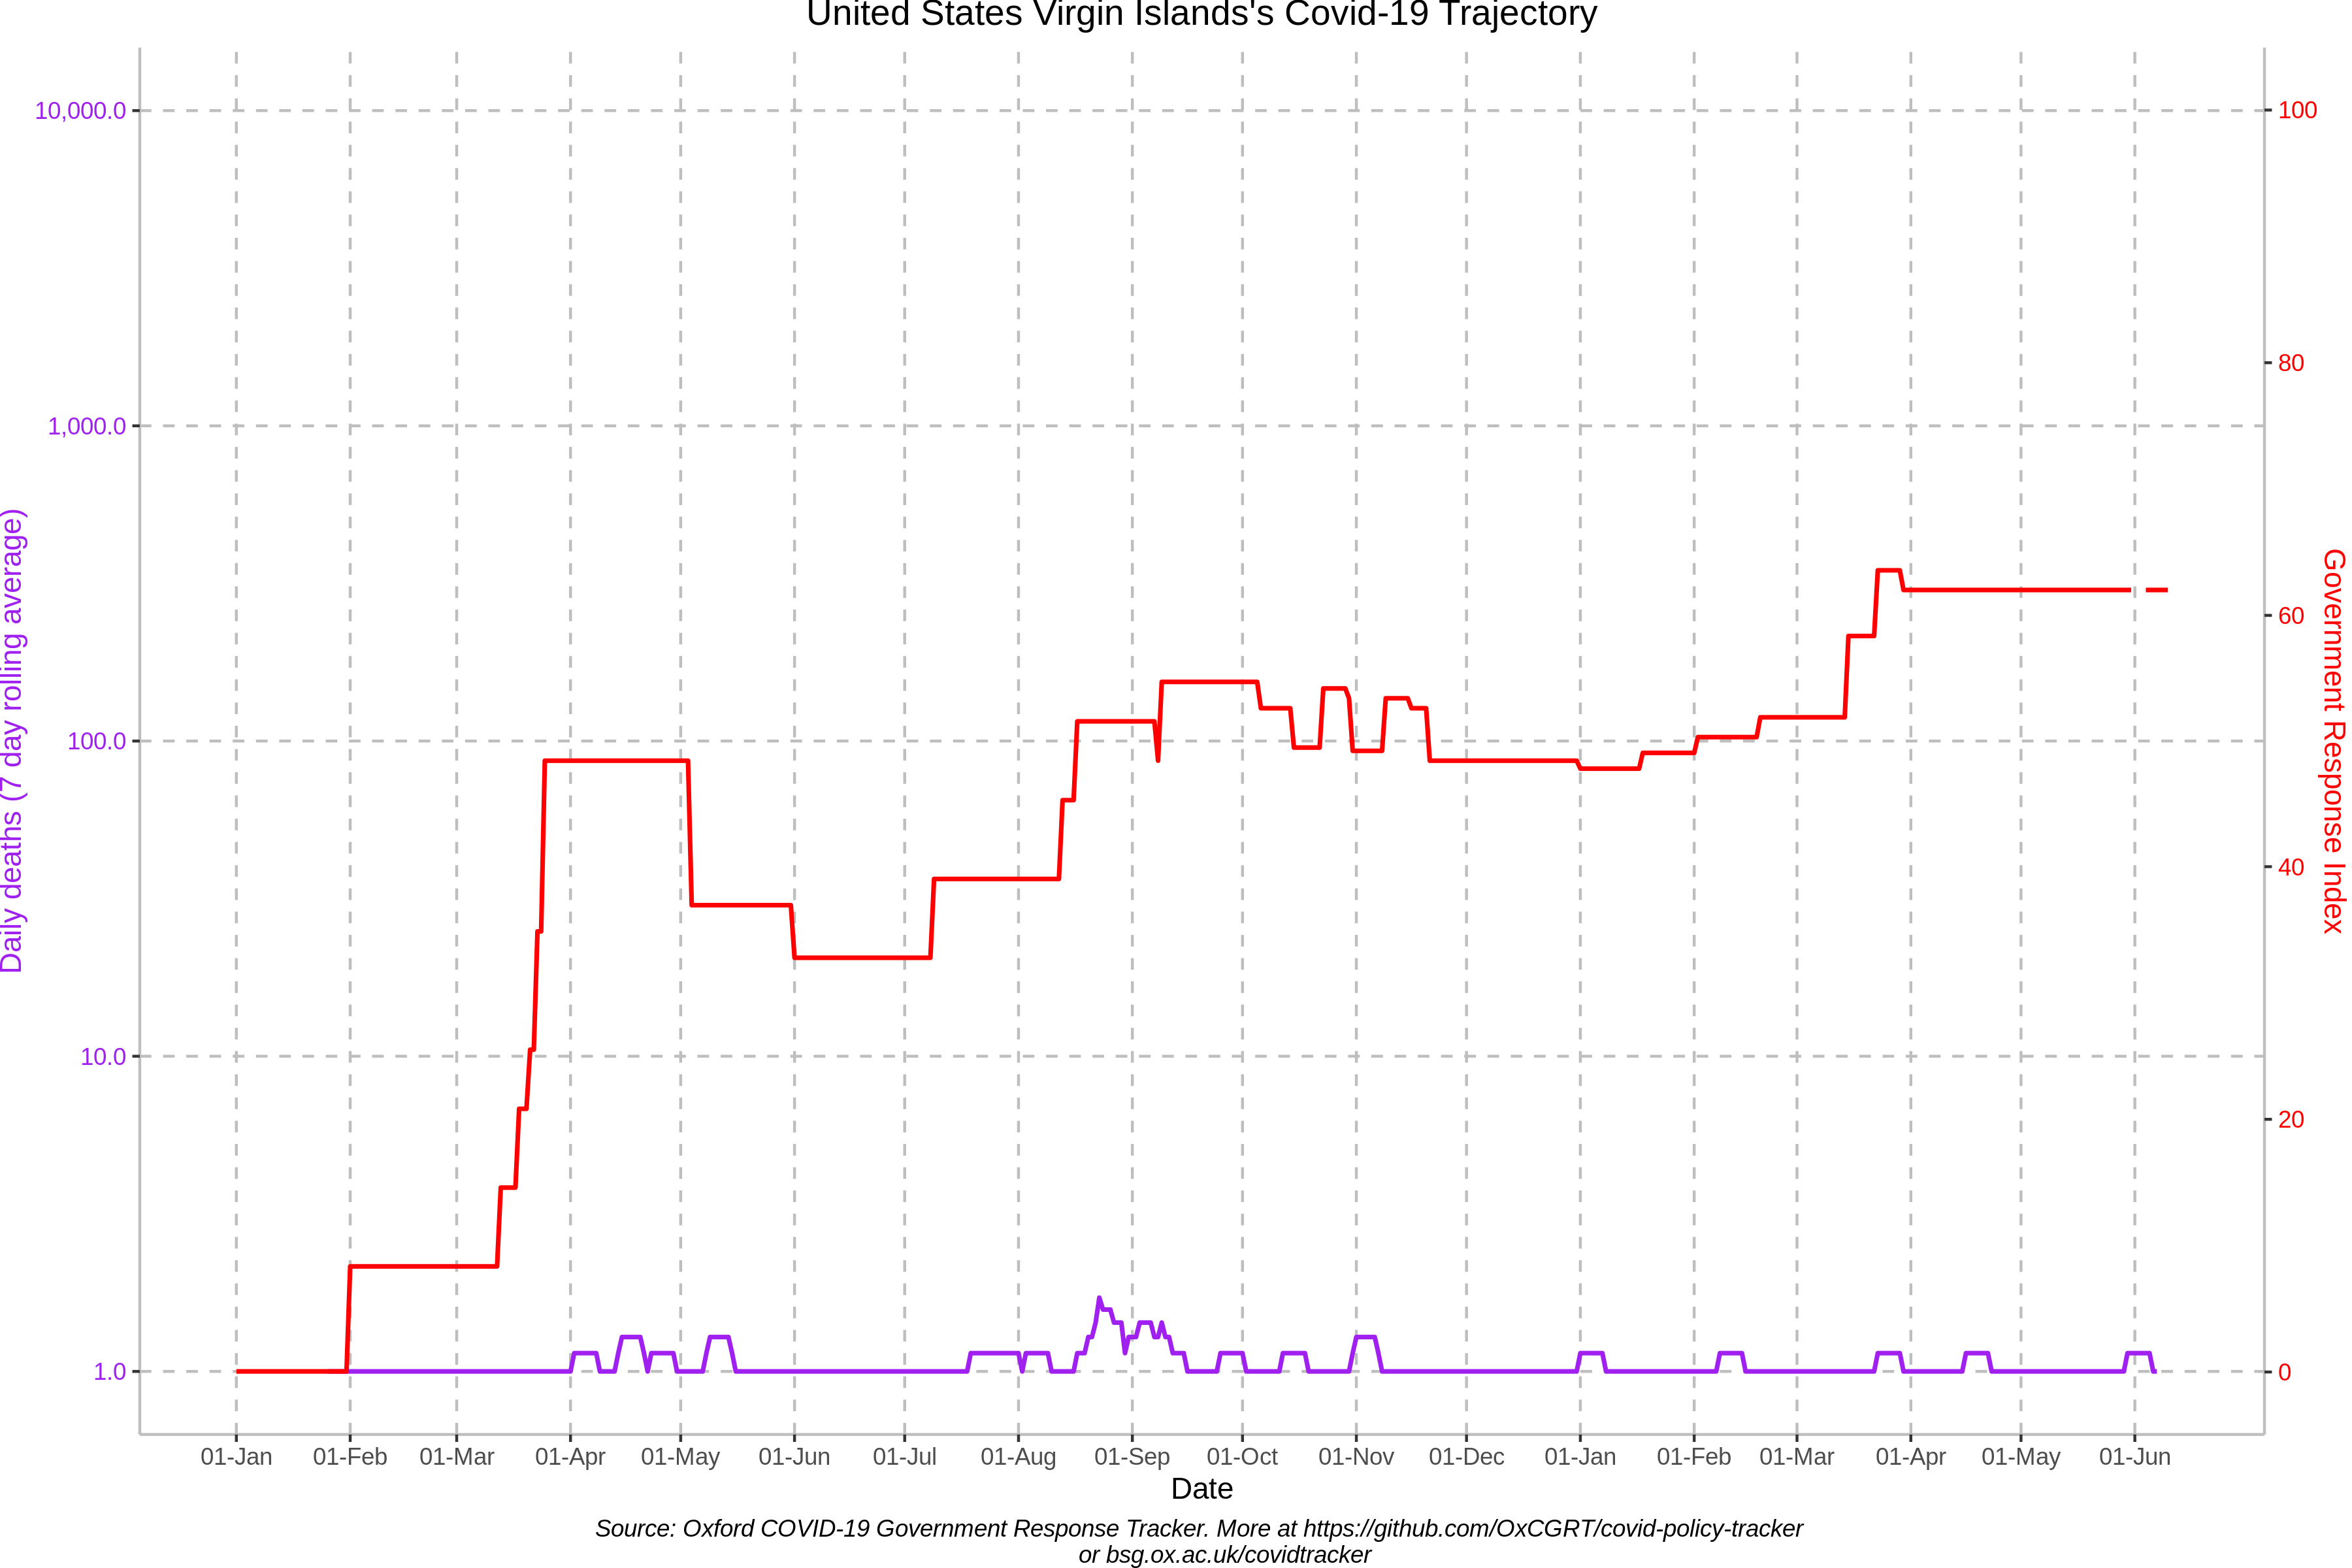 United States Virgin Islands's Covid-19 Trajectory
10,000.0
1,000.0
100.0
10.0
1.0
Daily deaths (7 day rolling average)
100
80
60
40
20
0
Government Response Index
01-Jan 01-Feb 01-Mar 01-Apr 01-May 01-Jun 01-Jul 01-Aug 01-Sep 01-Oct 01-Nov 01-Dec 01-Jan 01-Feb 01-Mar 01-Apr 01-May 01-Jun
Date
Source: Oxford COVID-19 Government Response Tracker. More at https://github.com/OxCGRT/covid-policy-tracker
or bsg.ox.ac.uk/covidtracker